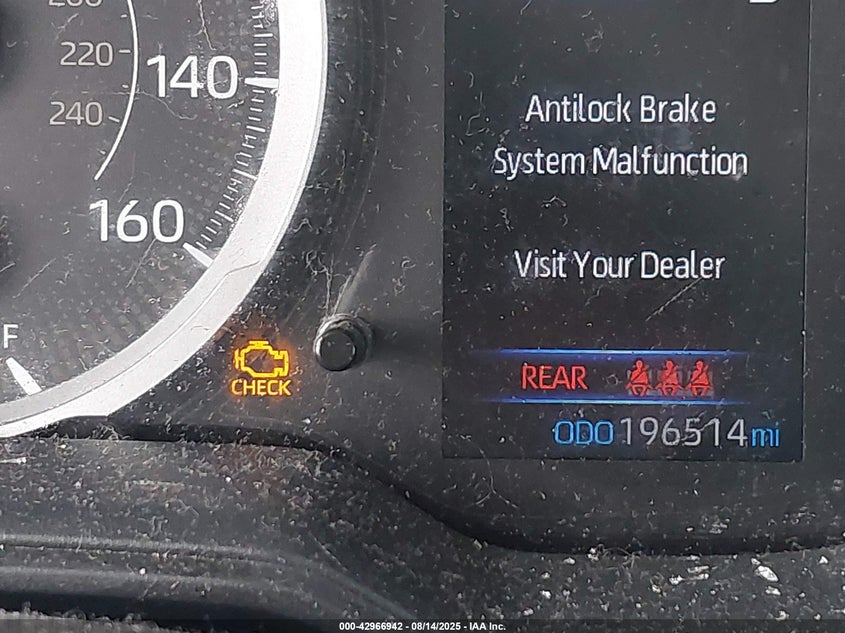 220
140
240
160
F
Antilock Brake
System Malfunction
Visit Your Dealer
CHECK
REAR
ODO 196514 mi
000-42966942 - 08/14/2025 - IAA Inc.